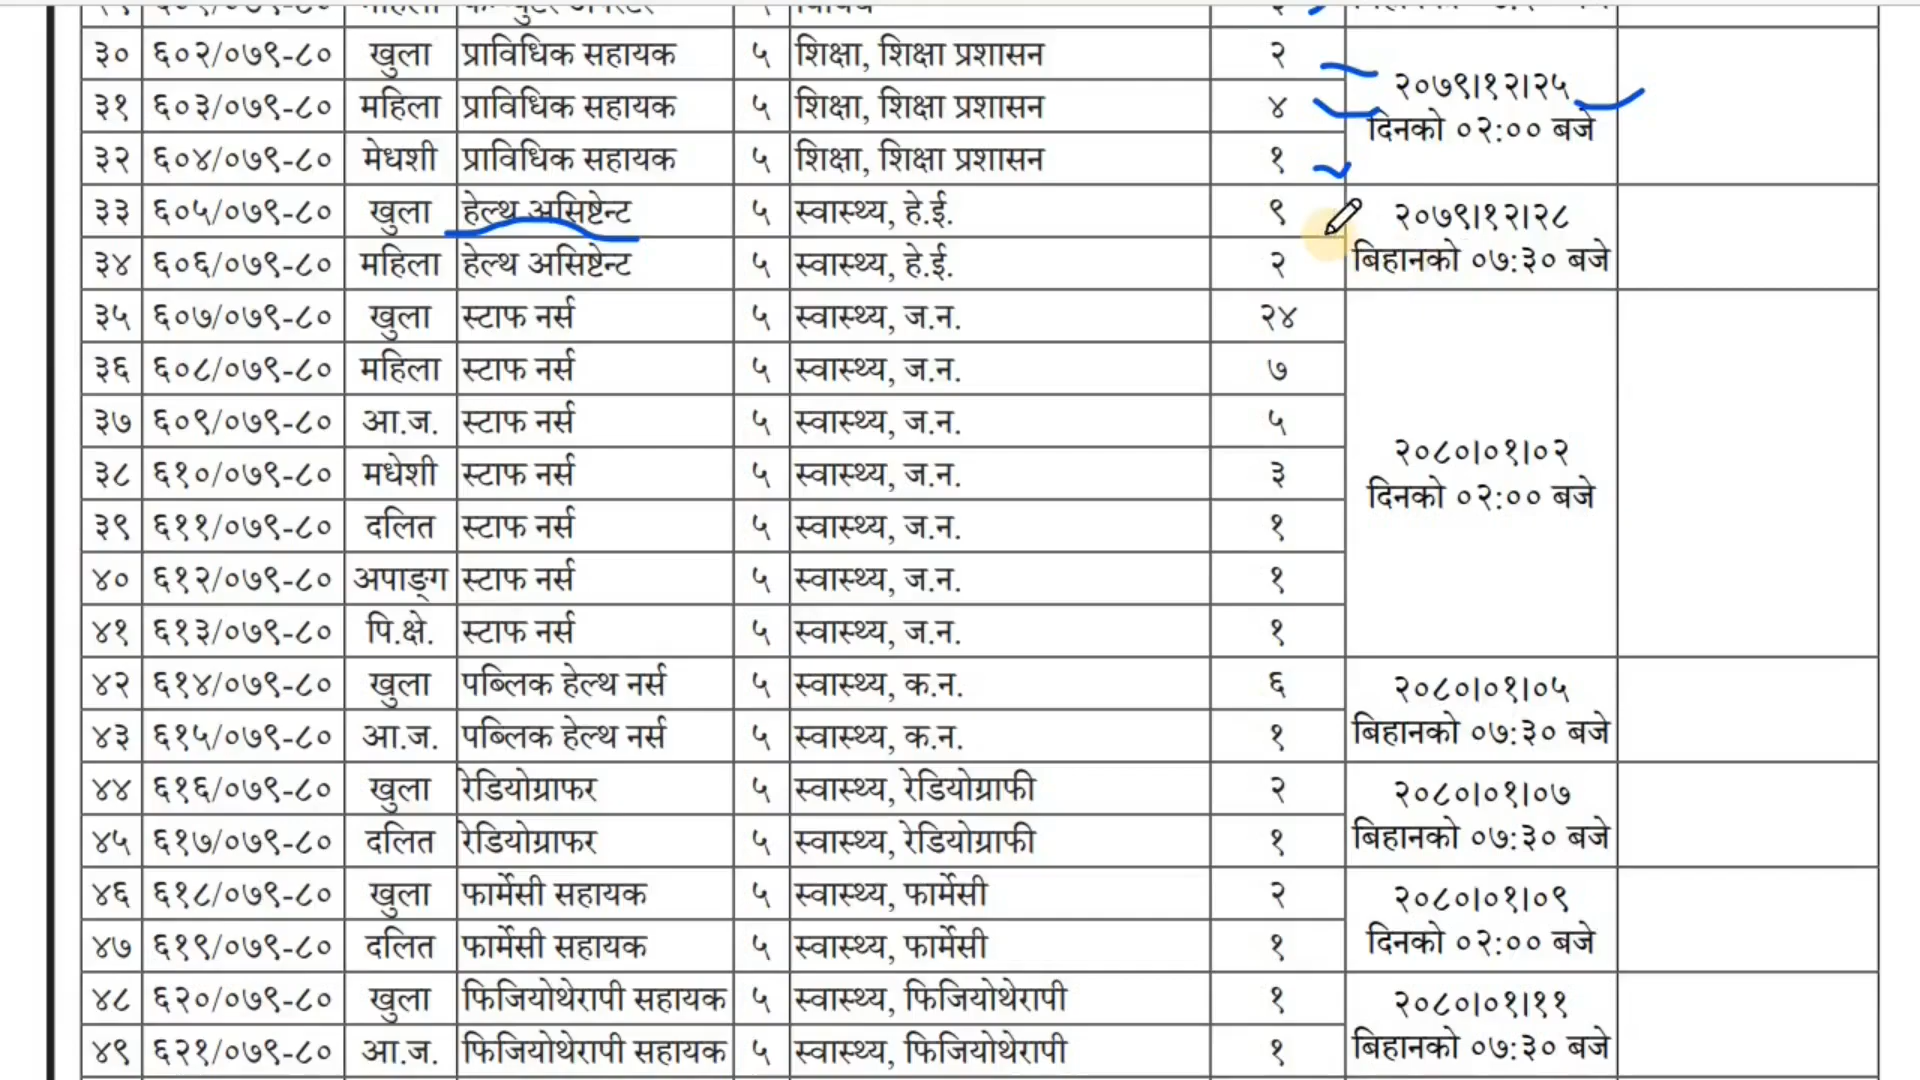 ३० ६०२/०७९-८० खुला प्राविधिक सहायक ५ शिक्षा, शिक्षा प्रशासन २
३१ ६०३/०७९-८० महिला प्राविधिक सहायक ५ शिक्षा, शिक्षा प्रशासन ४ २०७९।१२।२५
दिनको ०२:०० बजे
३२ ६०४/०७९-८० मेधशी प्राविधिक सहायक ५ शिक्षा, शिक्षा प्रशासन १
३३ ६०५/०७९-८० खुला हेल्थ असिष्टेन्ट ५ स्वास्थ्य, हे.ई. ९ २०७९।१२।२८
३४ ६०६/०७९-८० महिला हेल्थ असिष्टेन्ट ५ स्वास्थ्य, हे.ई. २ बिहानको ०७:३० बजे
३५ ६०७/०७९-८० खुला स्टाफ नर्स ५ स्वास्थ्य, ज.न. २४
३६ ६०८/०७९-८० महिला स्टाफ नर्स ५ स्वास्थ्य, ज.न. ७
३७ ६०९/०७९-८० आ.ज. स्टाफ नर्स ५ स्वास्थ्य, ज.न. ५
३८ ६१०/०७९-८० मधेशी स्टाफ नर्स ५ स्वास्थ्य, ज.न. ३ २०८०।०१।०२
दिनको ०२:०० बजे
३९ ६११/०७९-८० दलित स्टाफ नर्स ५ स्वास्थ्य, ज.न. १
४० ६१२/०७९-८० अपाङ्ग स्टाफ नर्स ५ स्वास्थ्य, ज.न. १
४१ ६१३/०७९-८० पि.क्षे. स्टाफ नर्स ५ स्वास्थ्य, ज.न. १
४२ ६१४/०७९-८० खुला पब्लिक हेल्थ नर्स ५ स्वास्थ्य, क.न. ६ २०८०।०१।०५
४३ ६१५/०७९-८० आ.ज. पब्लिक हेल्थ नर्स ५ स्वास्थ्य, क.न. १ बिहानको ०७:३० बजे
४४ ६१६/०७९-८० खुला रेडियोग्राफर ५ स्वास्थ्य, रेडियोग्राफी २ २०८०।०१।०७
४५ ६१७/०७९-८० दलित रेडियोग्राफर ५ स्वास्थ्य, रेडियोग्राफी १ बिहानको ०७:३० बजे
४६ ६१८/०७९-८० खुला फार्मेसी सहायक ५ स्वास्थ्य, फार्मेसी २ २०८०।०१।०९
४७ ६१९/०७९-८० दलित फार्मेसी सहायक ५ स्वास्थ्य, फार्मेसी १ दिनको ०२:०० बजे
४८ ६२०/०७९-८० खुला फिजियोथेरापी सहायक ५ स्वास्थ्य, फिजियोथेरापी १ २०८०।०१।११
४९ ६२१/०७९-८० आ.ज. फिजियोथेरापी सहायक ५ स्वास्थ्य, फिजियोथेरापी १ बिहानको ०७:३० बजे